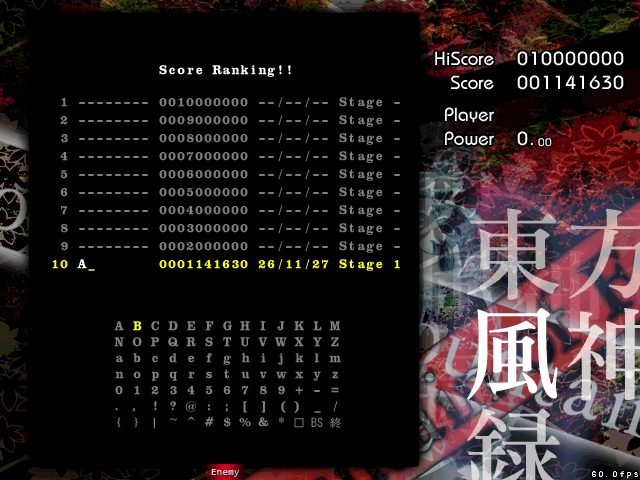 Score Ranking!!
1 -------- 0010000000 --/--/-- Stage -
2 -------- 0009000000 --/--/-- Stage -
3 -------- 0008000000 --/--/-- Stage -
4 -------- 0007000000 --/--/-- Stage -
5 -------- 0006000000 --/--/-- Stage -
6 -------- 0005000000 --/--/-- Stage -
7 -------- 0004000000 --/--/-- Stage -
8 -------- 0003000000 --/--/-- Stage -
9 -------- 0002000000 --/--/-- Stage -
10 A_ 0001141630 26/11/27 Stage 1
A B C D E F G H I J K L M
N O P Q R S T U V W X Y Z
a b c d e f g h i j k l m
n o p q r s t u v w x y z
0 1 2 3 4 5 6 7 8 9 + - =
. , ! ? @ : ; [ ] ( ) _ /
{ } | ~ ^ # $ % & * □ BS 終
HiScore 010000000
Score 001141630
Player
Power 0.00
東方
風神
録
Enemy
60.0fps